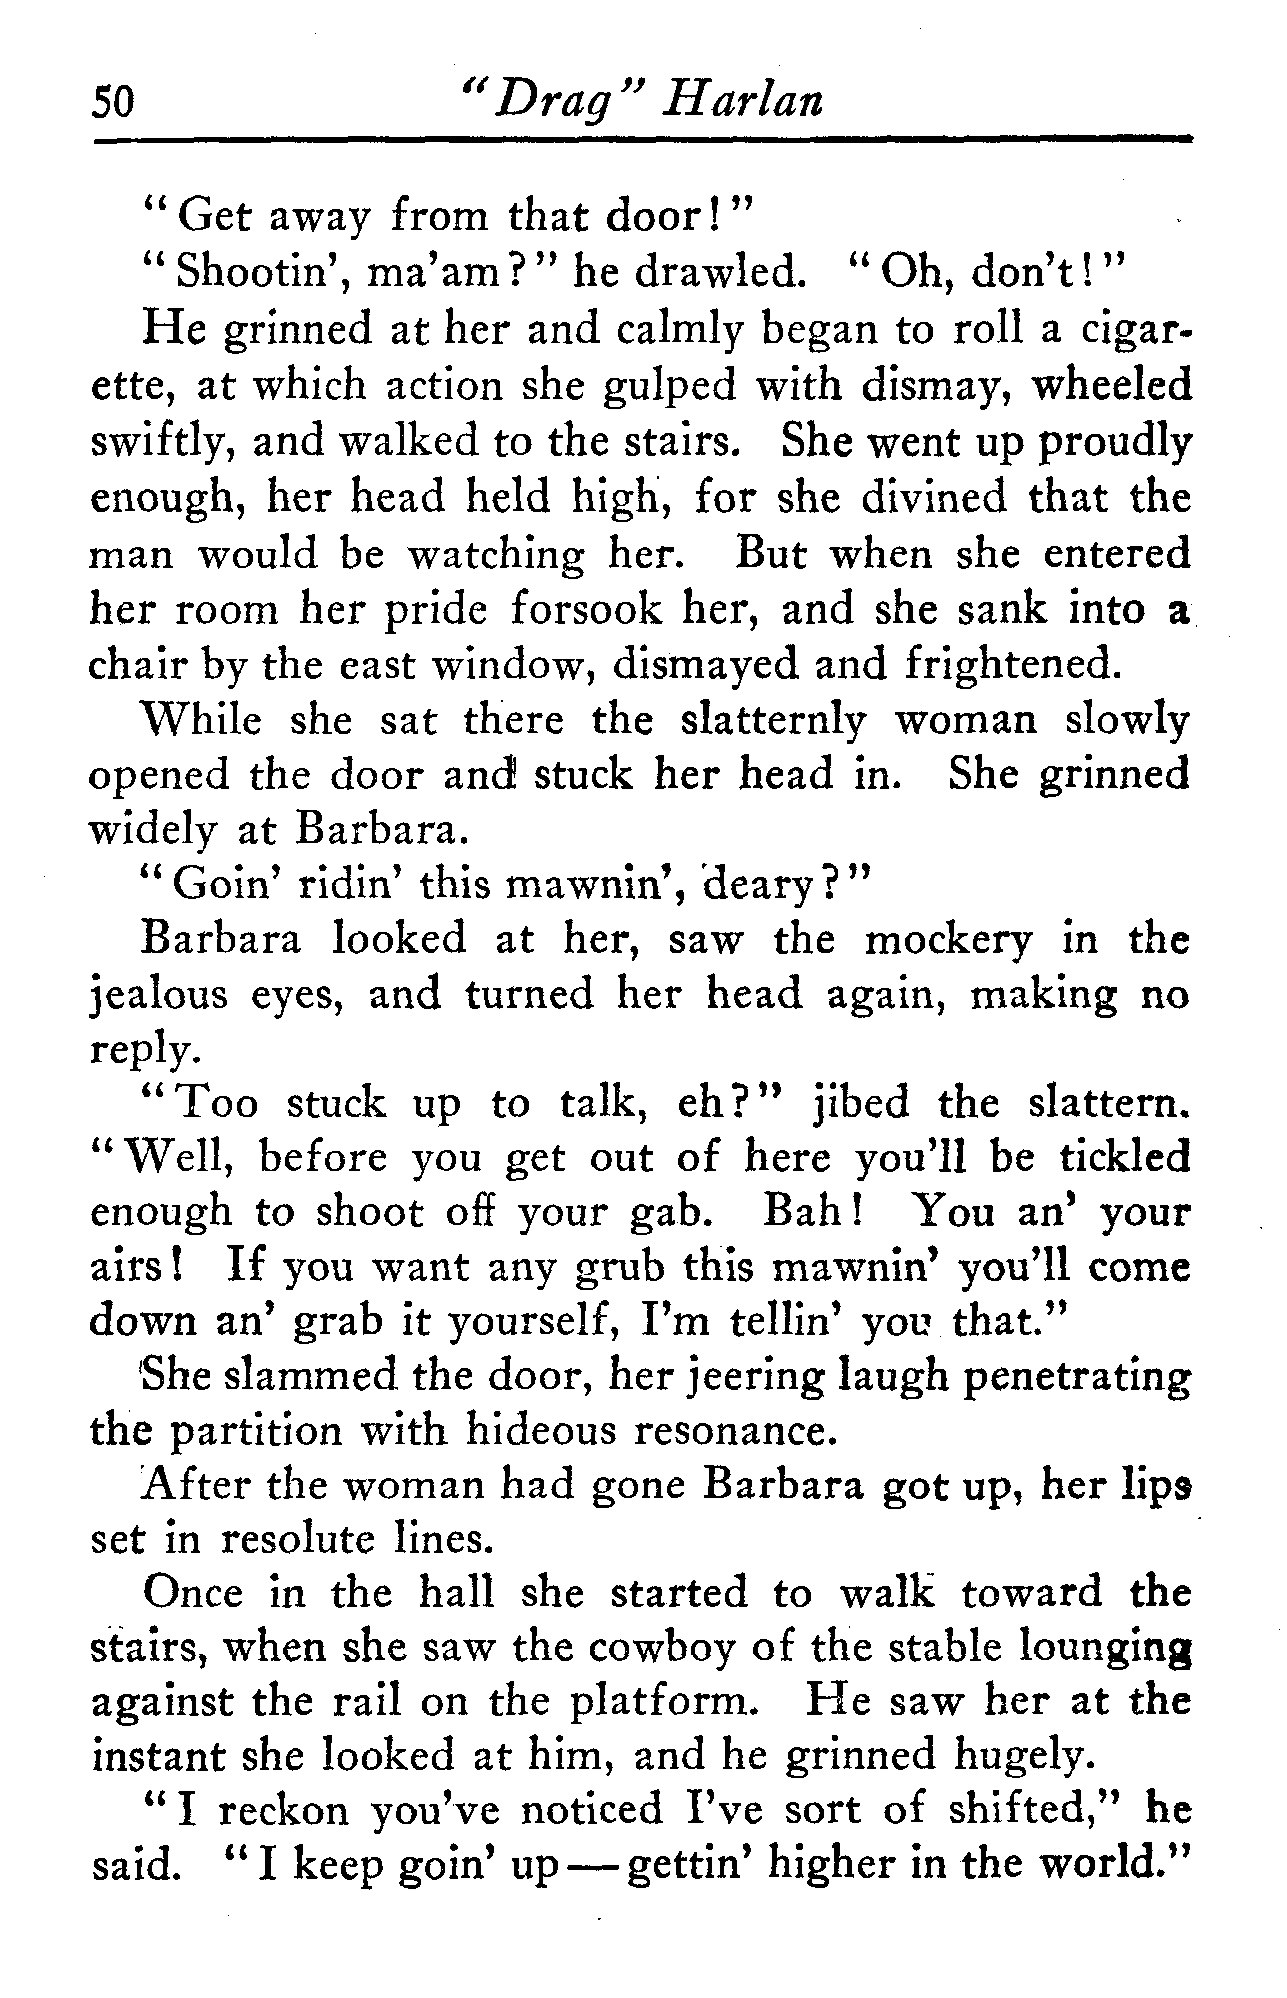 50 "Drag" Harlan
"Get away from that door!"
"Shootin', ma'am?" he drawled. "Oh, don't!"
He grinned at her and calmly began to roll a cigar-
ette, at which action she gulped with dismay, wheeled
swiftly, and walked to the stairs. She went up proudly
enough, her head held high, for she divined that the
man would be watching her. But when she entered
her room her pride forsook her, and she sank into a
chair by the east window, dismayed and frightened.
While she sat there the slatternly woman slowly
opened the door and stuck her head in. She grinned
widely at Barbara.
"Goin' ridin' this mawnin', deary?"
Barbara looked at her, saw the mockery in the
jealous eyes, and turned her head again, making no
reply.
"Too stuck up to talk, eh?" jibed the slattern.
"Well, before you get out of here you'll be tickled
enough to shoot off your gab. Bah! You an' your
airs! If you want any grub this mawnin' you'll come
down an' grab it yourself, I'm tellin' you that."
She slammed the door, her jeering laugh penetrating
the partition with hideous resonance.
After the woman had gone Barbara got up, her lips
set in resolute lines.
Once in the hall she started to walk toward the
stairs, when she saw the cowboy of the stable lounging
against the rail on the platform. He saw her at the
instant she looked at him, and he grinned hugely.
"I reckon you've noticed I've sort of shifted," he
said. "I keep goin' up—gettin' higher in the world."